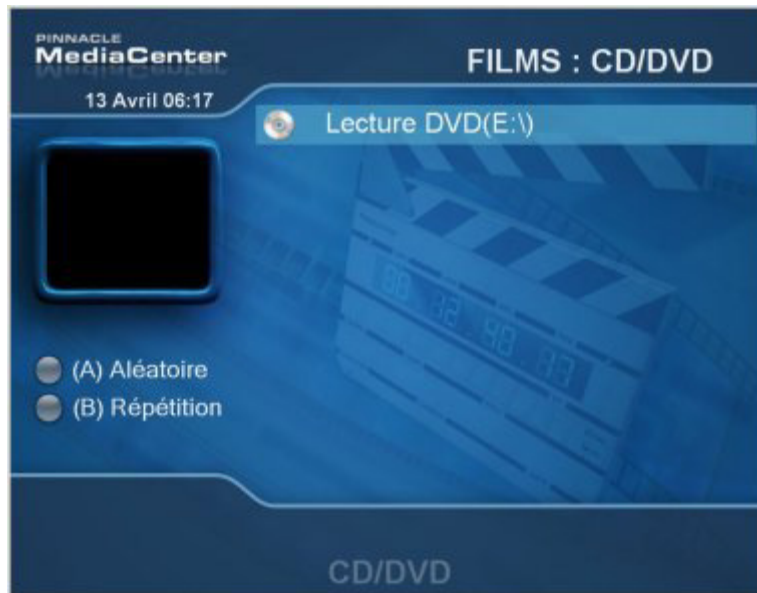 PINNACLE
MediaCenter
FILMS : CD/DVD
13 Avril 06:17
Lecture DVD(E:\)
(A) Aléatoire
(B) Répétition
CD/DVD